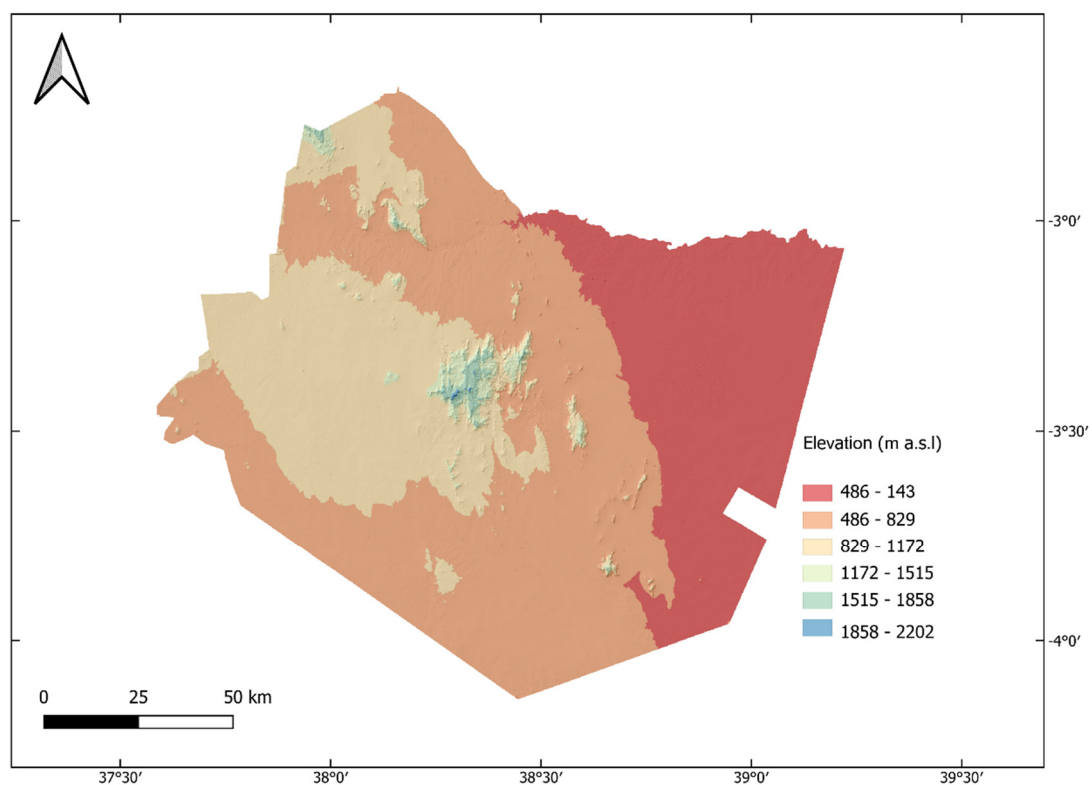 -3°0′
Elevation (m a.s.l)
486 - 143
486 - 829
829 - 1172
1172 - 1515
1515 - 1858
1858 - 2202
-3°30′
-4°0′
0 25 50 km
37°30′ 38°0′ 38°30′ 39°0′ 39°30′